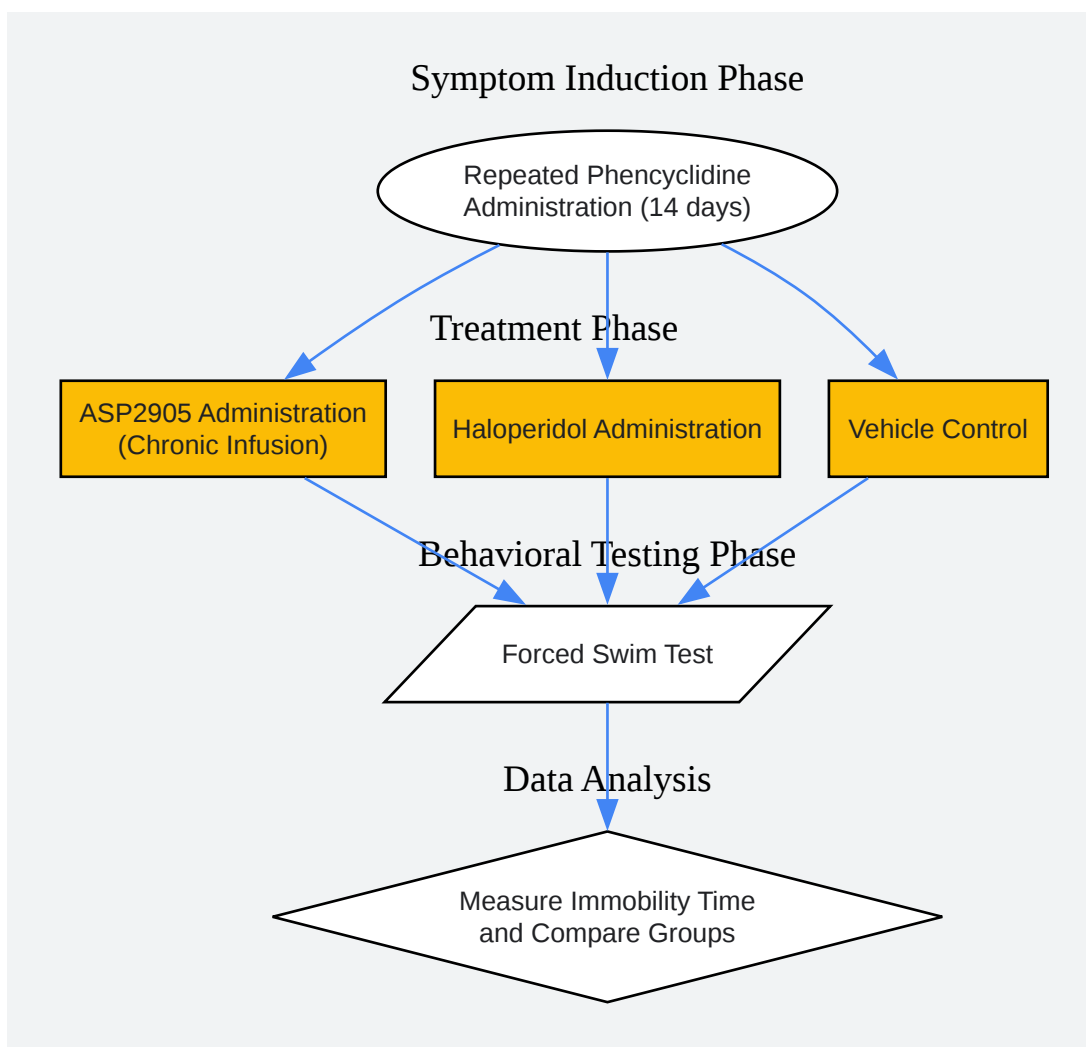 Symptom Induction Phase
Repeated Phencyclidine
Administration (14 days)
Treatment Phase
ASP2905 Administration
(Chronic Infusion)
Haloperidol Administration
Vehicle Control
Behavioral Testing Phase
Forced Swim Test
Data Analysis
Measure Immobility Time
and Compare Groups